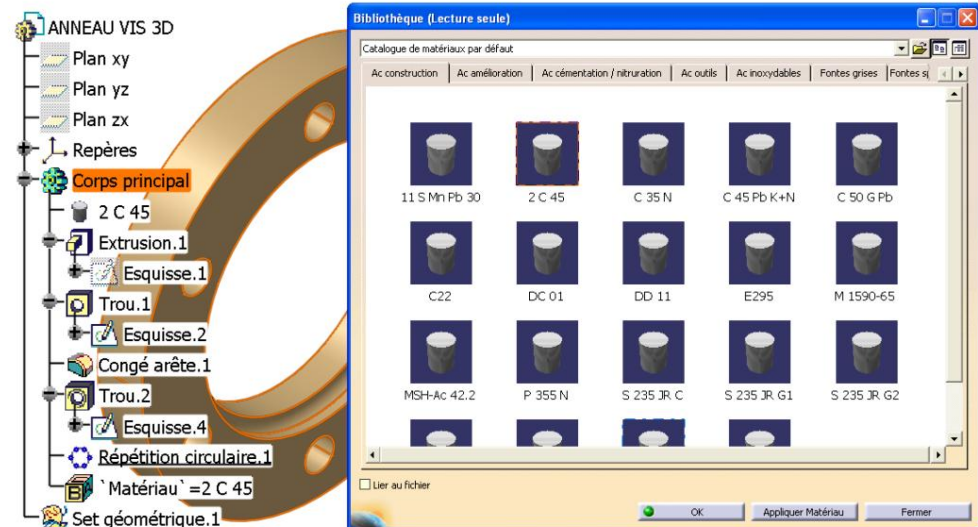 ANNEAU VIS 3D
Plan xy
Plan yz
Plan zx
Repères
Corps principal
2 C 45
Extrusion.1
Esquisse.1
Trou.1
Esquisse.2
Congé arête.1
Trou.2
Esquisse.4
Répétition circulaire.1
`Matériau`=2 C 45
Set géométrique.1
Bibliothèque (Lecture seule)
Catalogue de matériaux par défaut
Ac construction Ac amélioration Ac cémentation / nitruration Ac outils Ac inoxydables Fontes grises Fontes
11 S Mn Pb 30 2 C 45 C 35 N C 45 Pb K+N C 50 G Pb
C22 DC 01 DD 11 E295 M 1590-65
MSH-Ac 42.2 P 355 N S 235 JR C S 235 JR G1 S 235 JR G2
Lier au fichier
OK Appliquer Matériau Fermer